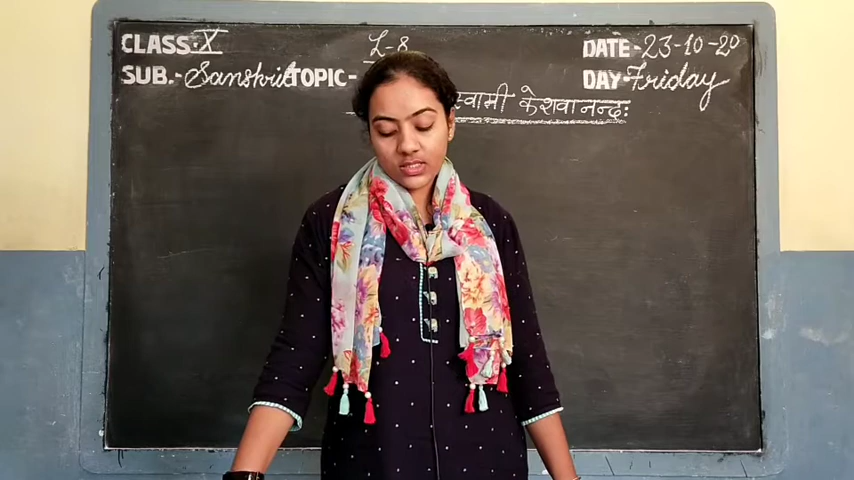 CLASS:- X L-8 DATE:- 23-10-20
SUB.- Sanskrit TOPIC- DAY:- Friday
स्वामी केशवानन्दः